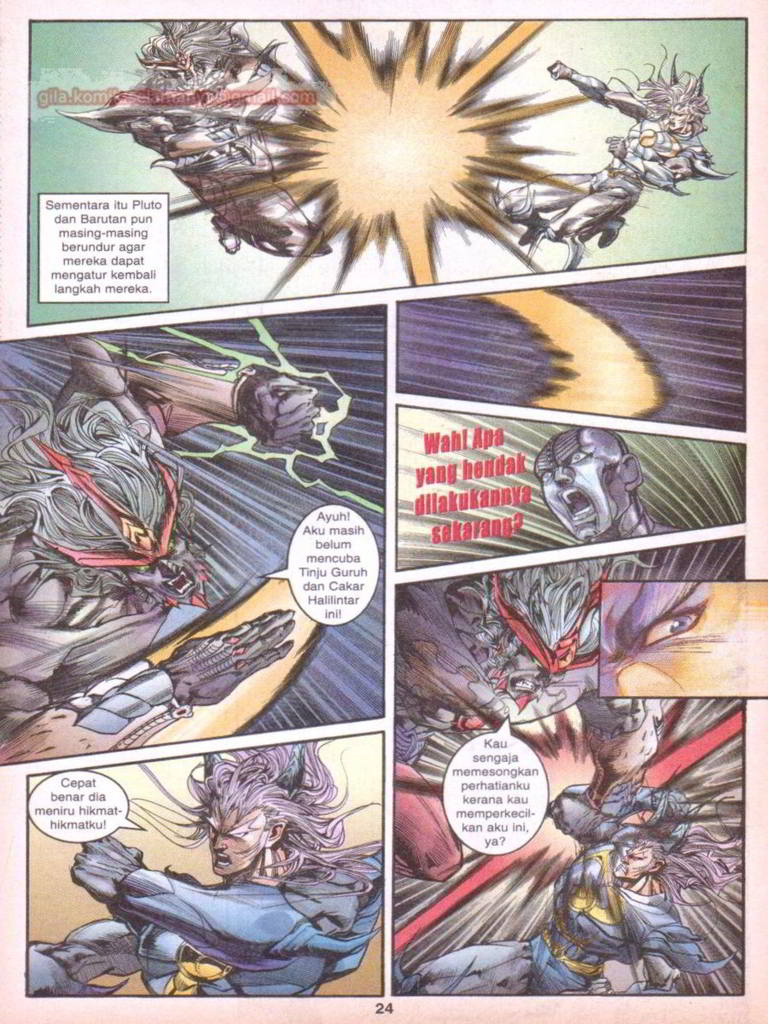 Sementara itu Pluto
dan Barutan pun
masing-masing
berundur agar
mereka dapat
mengatur kembali
langkah mereka.
Ayuh!
Aku masih
belum
mencuba
Tinju Guruh
dan Cakar
Halilintar
ini!
Wah! Apa
yang hendak
dilakukannya
sekarang?
Cepat
benar dia
meniru hikmat-
hikmatku!
Kau
sengaja
memesongkan
perhatianku
kerana kau
memperkecil-
kan aku ini,
ya?
24